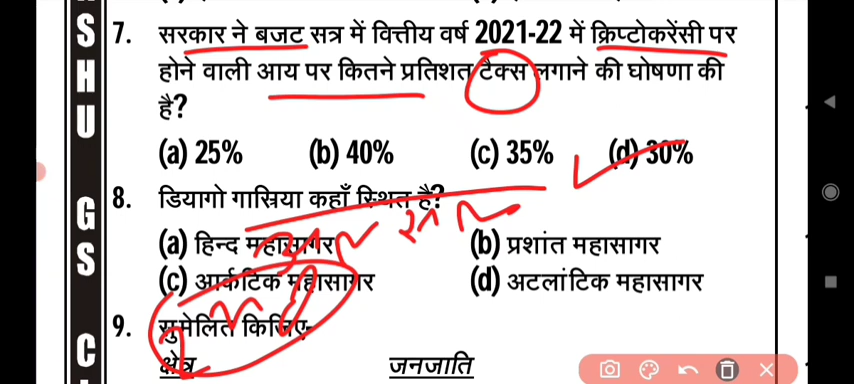 7. सरकार ने बजट सत्र में वित्तीय वर्ष 2021-22 में क्रिप्टोकरेंसी पर
होने वाली आय पर कितने प्रतिशत टैक्स लगाने की घोषणा की
है?
(a) 25% (b) 40% (c) 35% (d) 30%
8. डियागो गार्सिया कहाँ स्थित है?
(a) हिन्द महासागर (b) प्रशांत महासागर
(c) आर्कटिक महासागर (d) अटलांटिक महासागर
9. सुमेलित किजिए-
क्षेत्र जनजाति
S
H
U
G
S
C